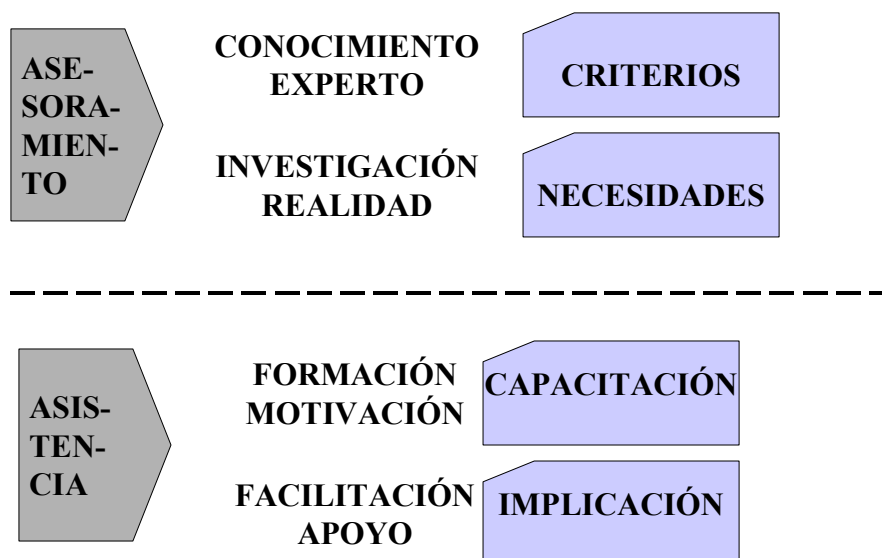 ASE-
SORA-
MIEN-
TO
CONOCIMIENTO
EXPERTO
CRITERIOS
INVESTIGACIÓN
REALIDAD
NECESIDADES
ASIS-
TEN-
CIA
FORMACIÓN
MOTIVACIÓN
CAPACITACIÓN
FACILITACIÓN
APOYO
IMPLICACIÓN